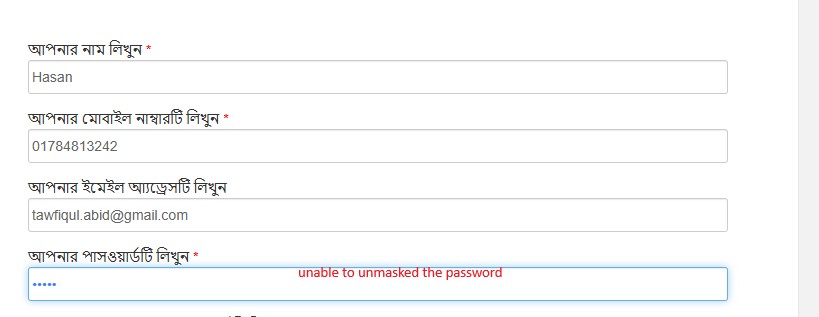 আপনার নাম লিখুন *
Hasan
আপনার মোবাইল নাম্বারটি লিখুন *
01784813242
আপনার ইমেইল অ্যাড্রেসটি লিখুন
tawfiqul.abid@gmail.com
আপনার পাসওয়ার্ডটি লিখুন *
unable to unmasked the password
•••••